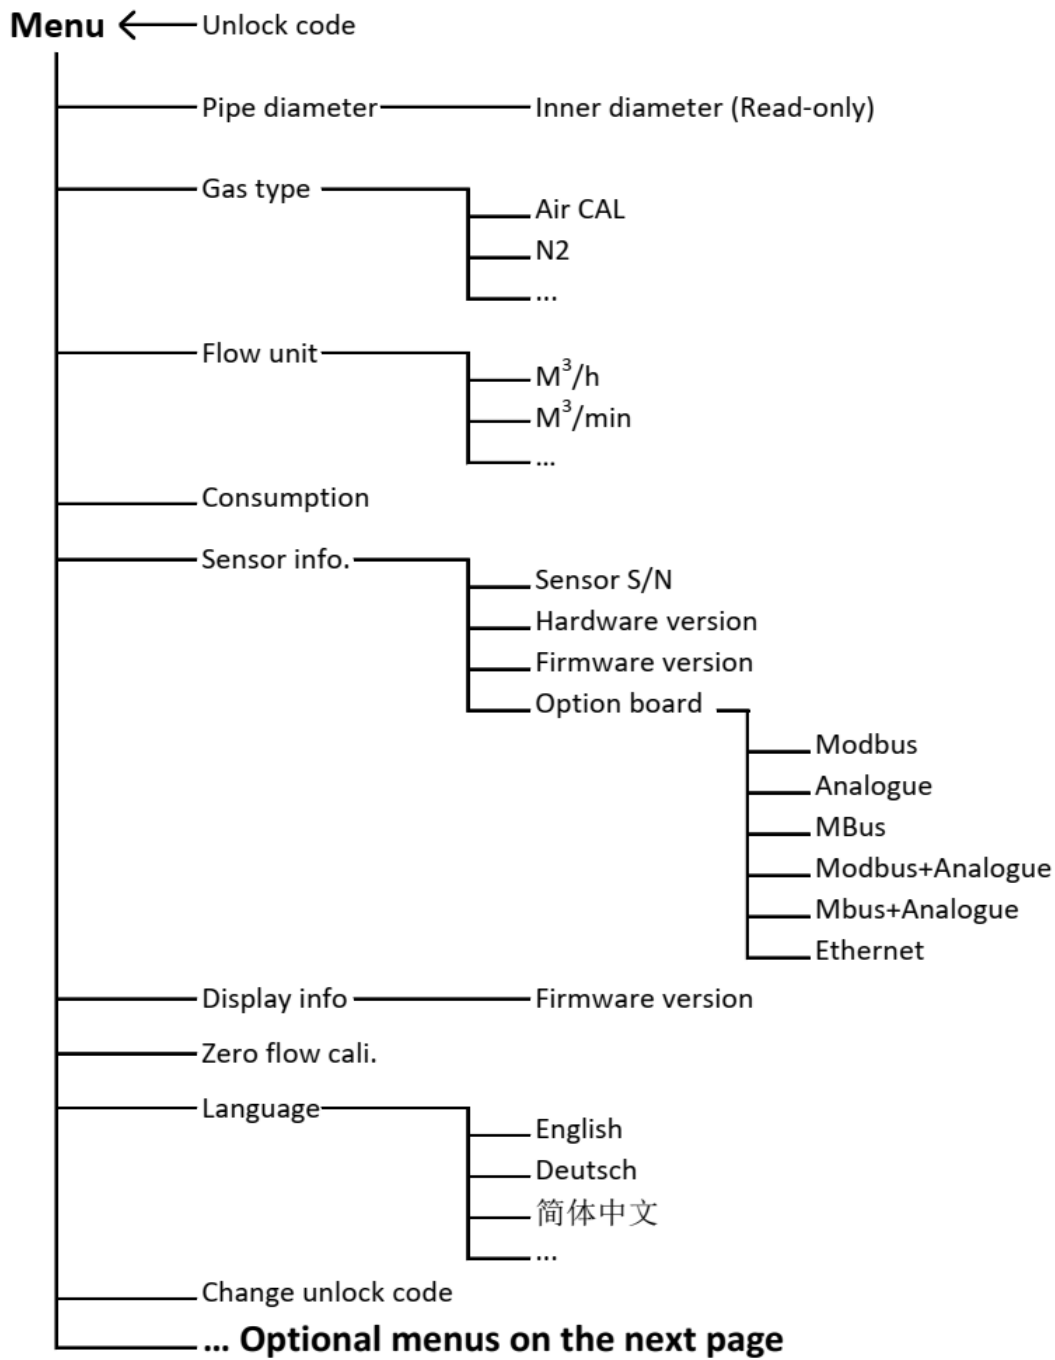 Menu Unlock code
Pipe diameter Inner diameter (Read-only)
Gas type
Air CAL
N2
...
Flow unit
M³/h
M³/min
...
Consumption
Sensor info.
Sensor S/N
Hardware version
Firmware version
Option board
Modbus
Analogue
MBus
Modbus+Analogue
Mbus+Analogue
Ethernet
Display info Firmware version
Zero flow cali.
Language
English
Deutsch
简体中文
...
Change unlock code
... Optional menus on the next page